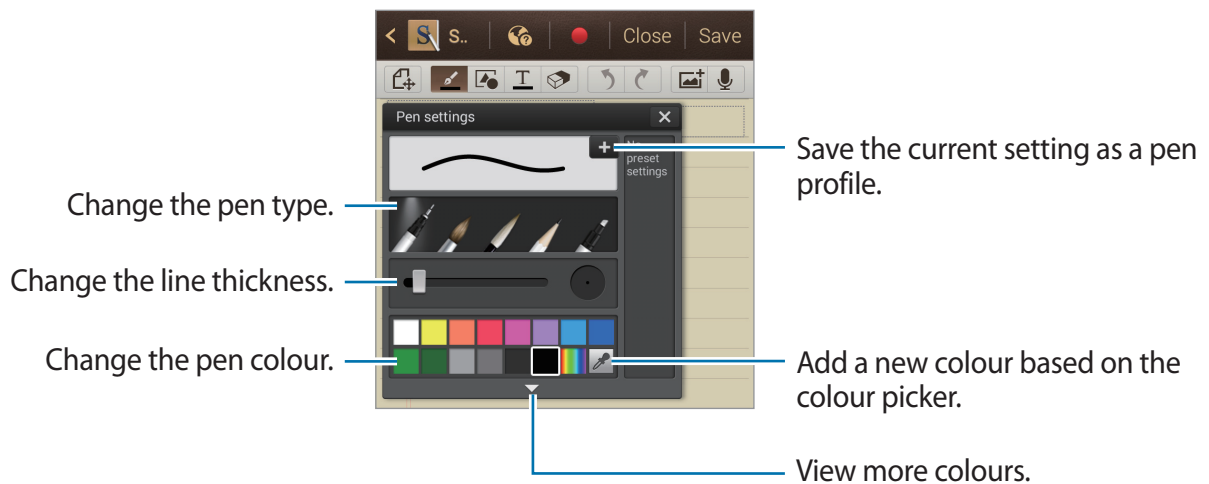 S..
Close
Save
T
Pen settings
No
preset
settings
Save the current setting as a pen
profile.
Change the pen type.
Change the line thickness.
Change the pen colour.
Add a new colour based on the
colour picker.
View more colours.